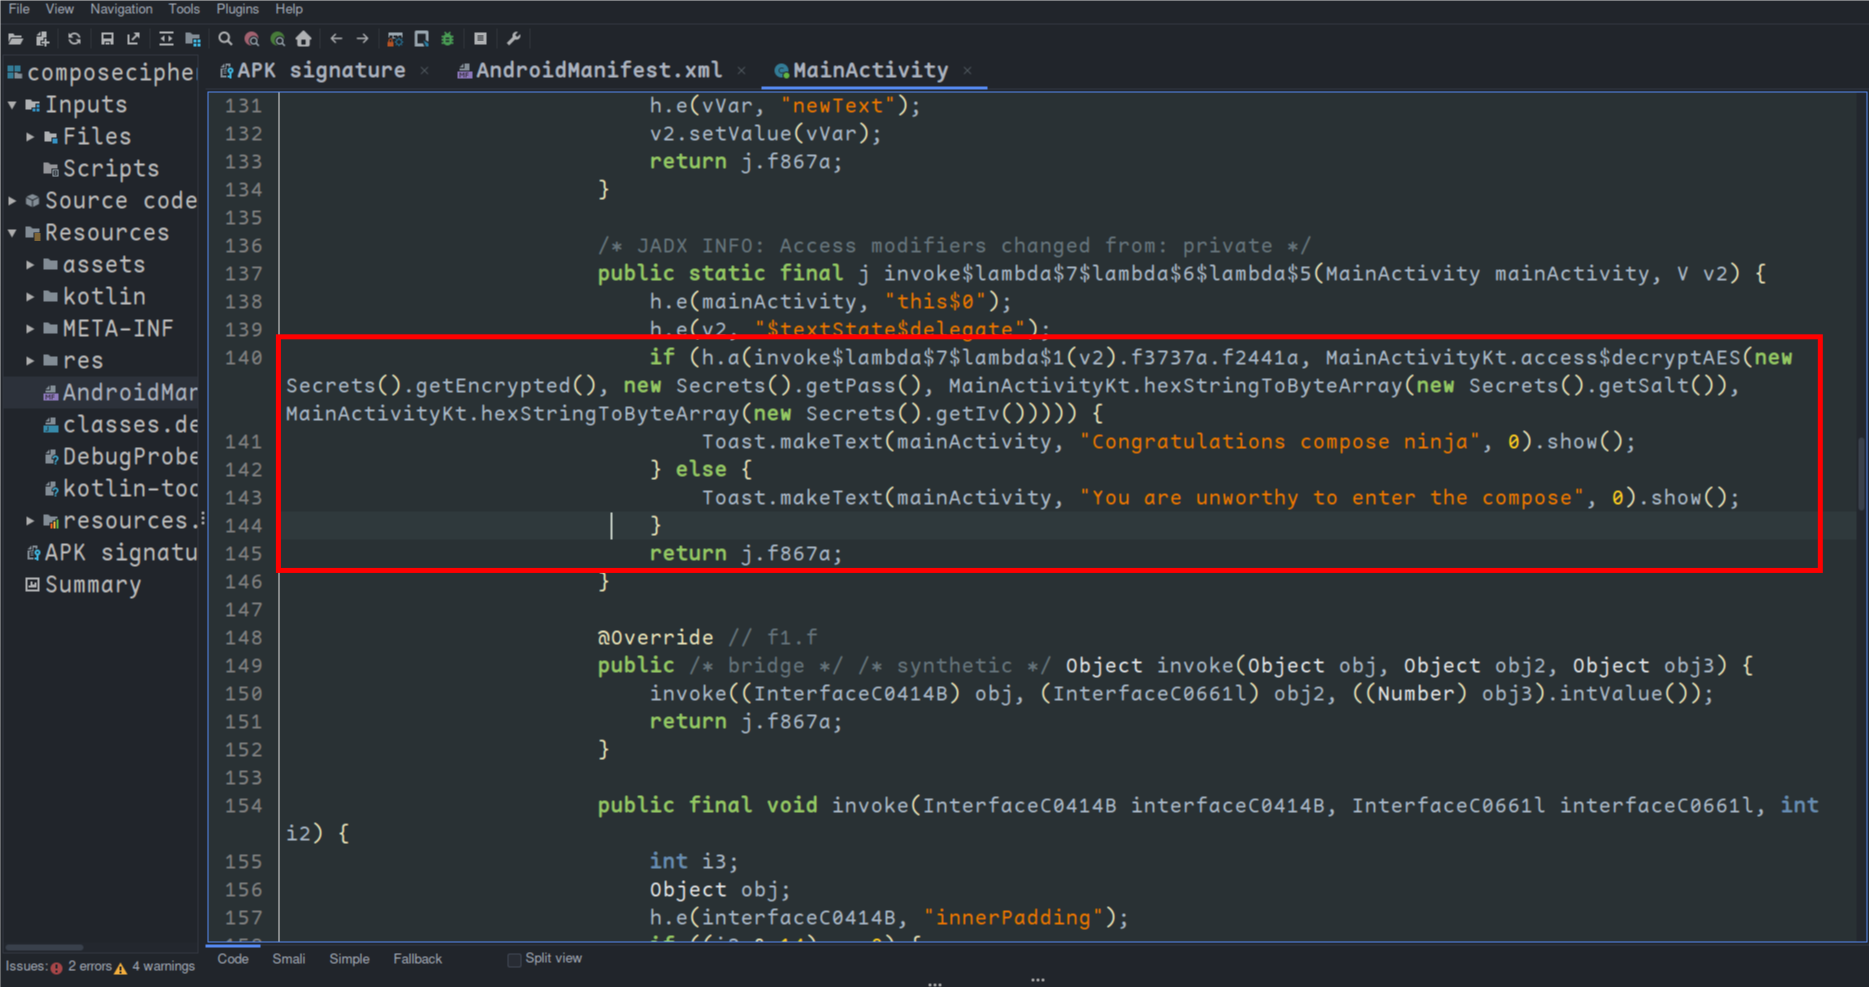 File View Navigation Tools Plugins Help
composeciphe
APK signature × AndroidManifest.xml × MainActivity ×
Inputs
Files
Scripts
Source code
Resources
assets
kotlin
META-INF
res
AndroidMar
classes.de
DebugProbe
kotlin-too
resources.
APK signatu
Summary
131 h.e(vVar, "newText");
132 v2.setValue(vVar);
133 return j.f867a;
134 }
135
136 /* JADX INFO: Access modifiers changed from: private */
137 public static final j invoke$lambda$7$lambda$6$lambda$5(MainActivity mainActivity, V v2) {
138 h.e(mainActivity, "this$0");
139 h.e(v2, "$textState$delegate");
140 if (h.a(invoke$lambda$7$lambda$1(v2).f3737a.f2441a, MainActivityKt.access$decryptAES(new
Secrets().getEncrypted(), new Secrets().getPass(), MainActivityKt.hexStringToByteArray(new Secrets().getSalt()),
MainActivityKt.hexStringToByteArray(new Secrets().getIv())))) {
141 Toast.makeText(mainActivity, "Congratulations compose ninja", 0).show();
142 } else {
143 Toast.makeText(mainActivity, "You are unworthy to enter the compose", 0).show();
144 }
145 return j.f867a;
146 }
147
148 @Override // f1.f
149 public /* bridge */ /* synthetic */ Object invoke(Object obj, Object obj2, Object obj3) {
150 invoke((InterfaceC0414B) obj, (InterfaceC0661l) obj2, ((Number) obj3).intValue());
151 return j.f867a;
152 }
153
154 public final void invoke(InterfaceC0414B interfaceC0414B, InterfaceC0661l interfaceC0661l, int
i2) {
155 int i3;
156 Object obj;
157 h.e(interfaceC0414B, "innerPadding");
Issues: 2 errors 4 warnings
Code Smali Simple Fallback Split view